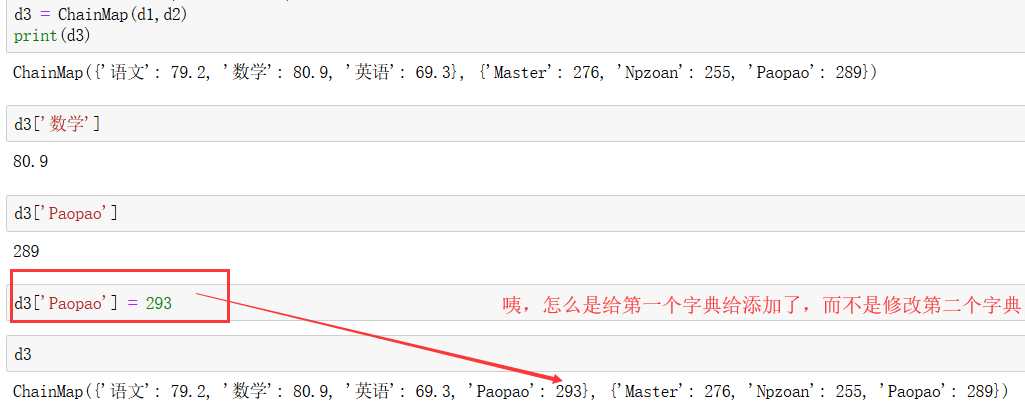 d3 = ChainMap(d1,d2)
print(d3)
ChainMap({'语文': 79.2, '数学': 80.9, '英语': 69.3}, {'Master': 276, 'Npzoan': 255, 'Paopao': 289})
d3['数学']
80.9
d3['Paopao']
289
d3['Paopao'] = 293
咦，怎么是给第一个字典给添加了，而不是修改第二个字典
d3
ChainMap({'语文': 79.2, '数学': 80.9, '英语': 69.3, 'Paopao': 293}, {'Master': 276, 'Npzoan': 255, 'Paopao': 289})